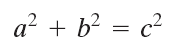 a² + b² = c²